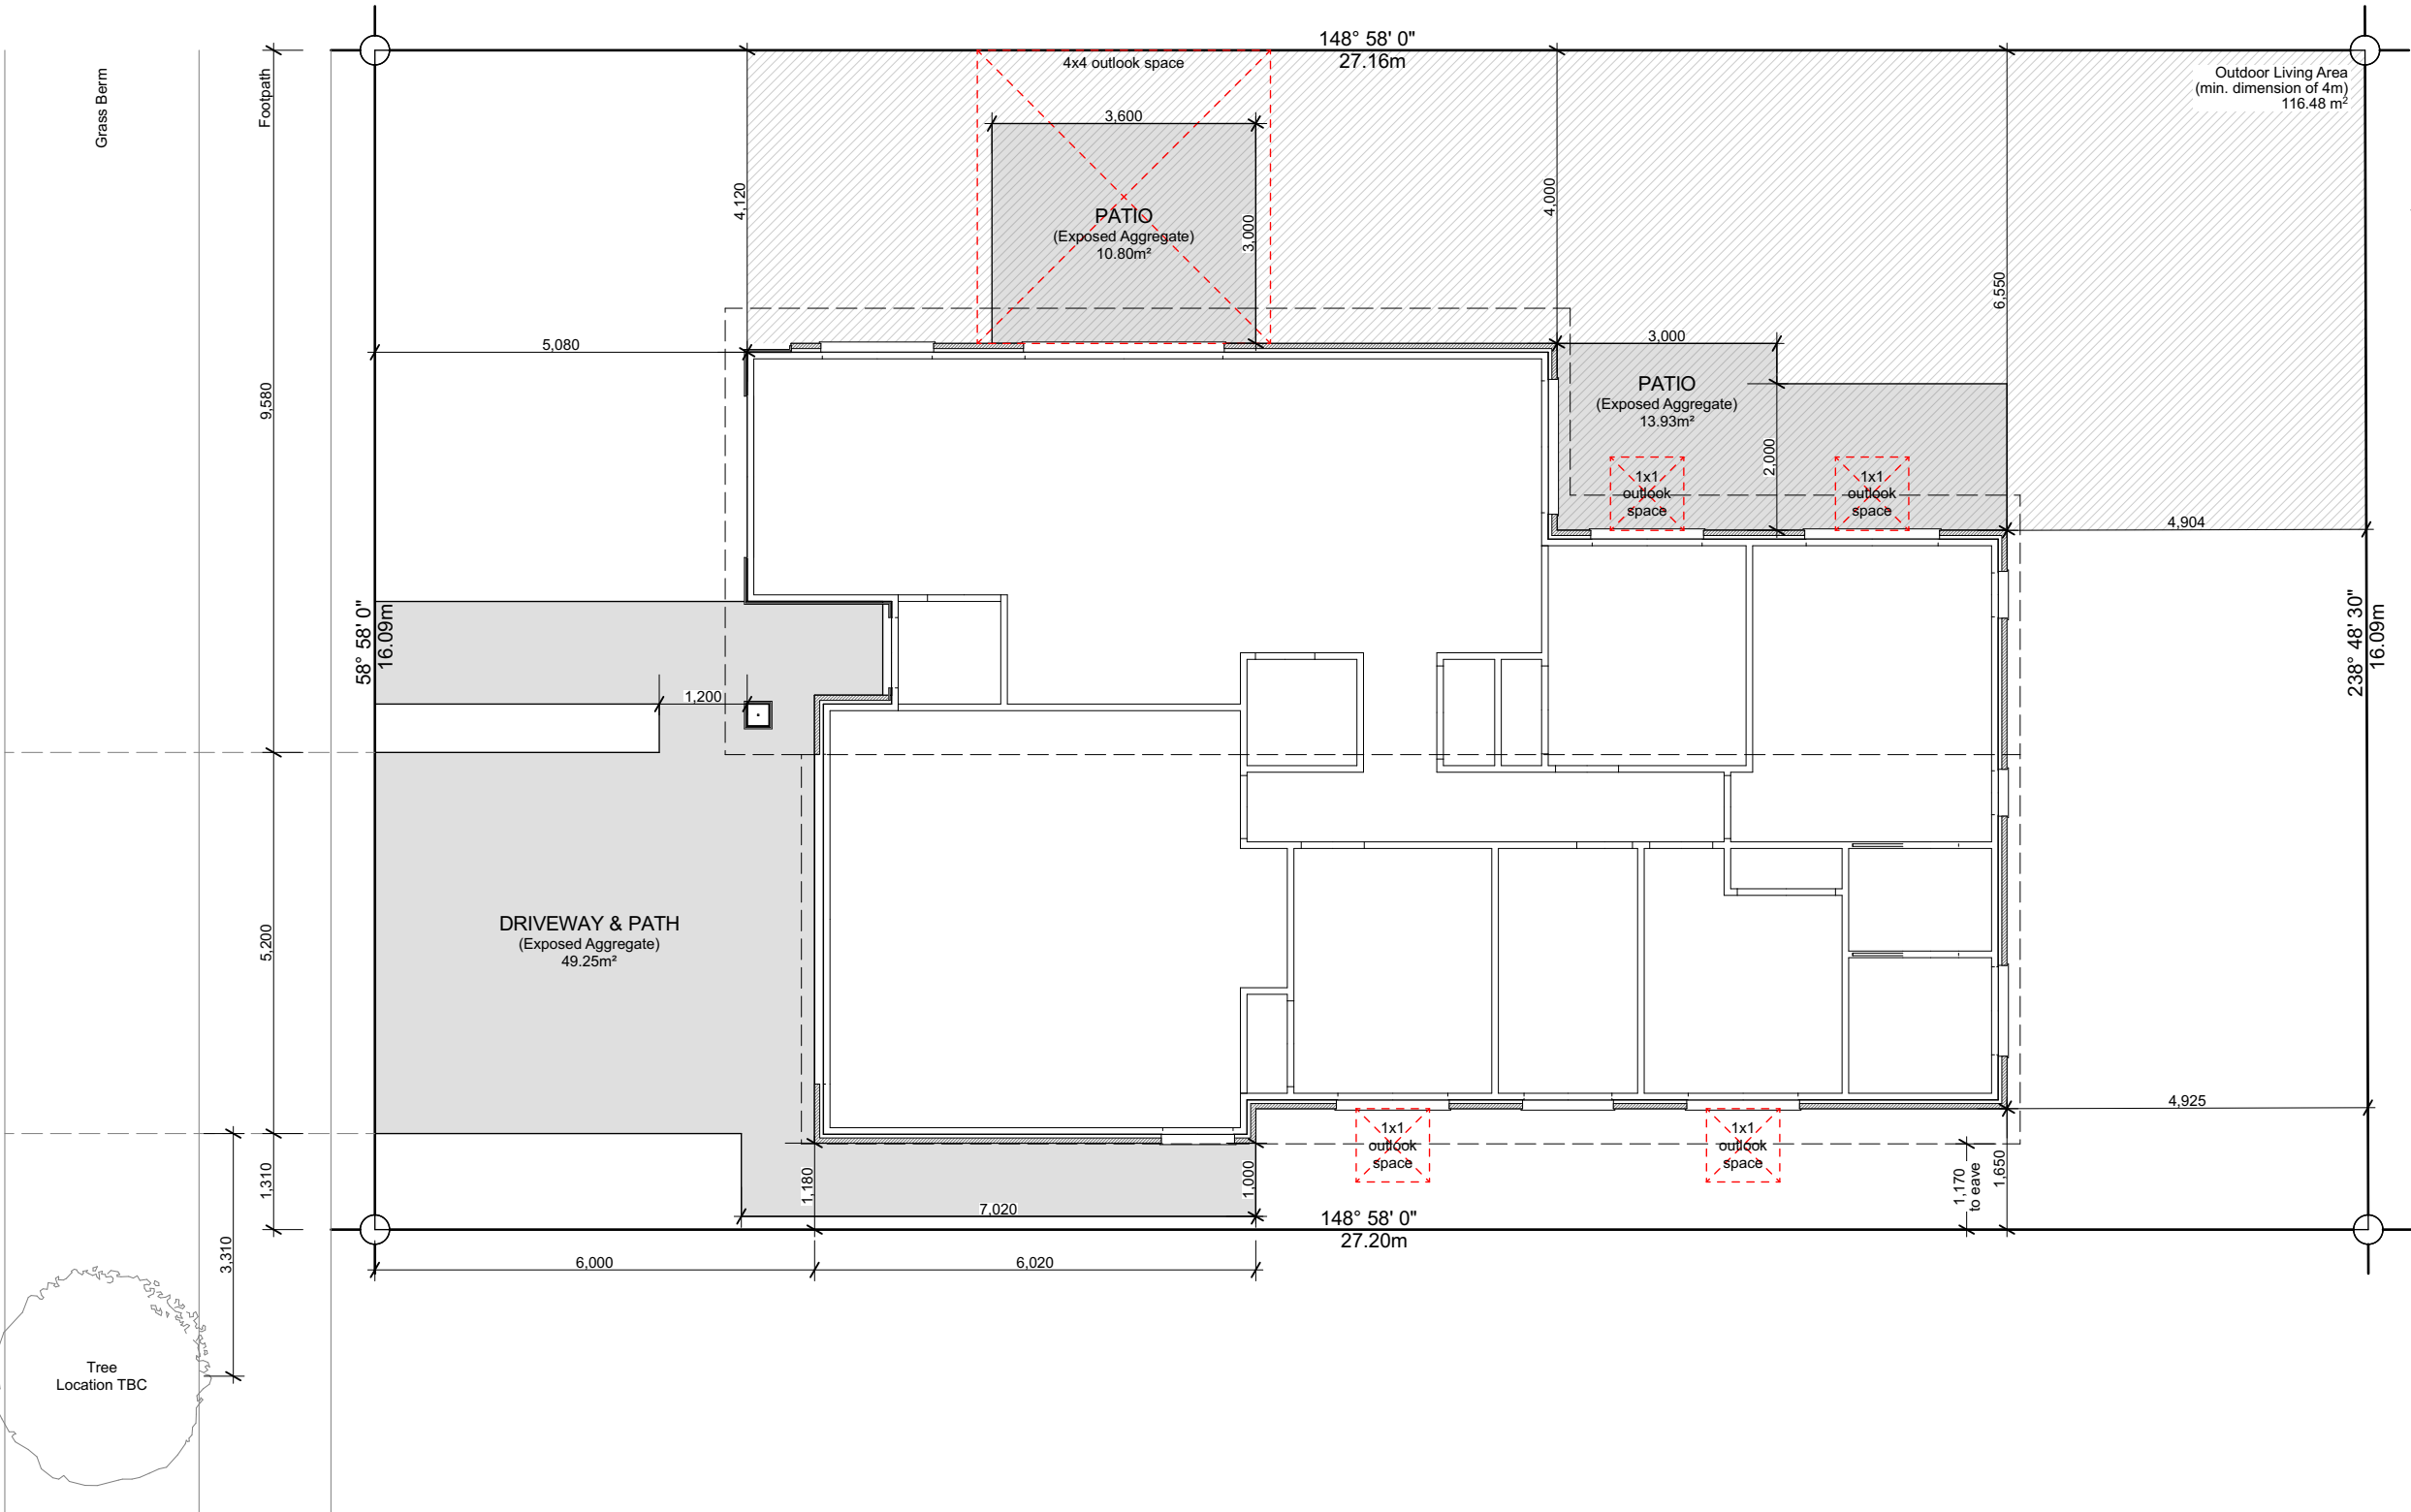 148° 58' 0"
27.16m
4x4 outlook space
Outdoor Living Area
(min. dimension of 4m)
116.48 m²
Grass Berm
Footpath
3,600
4,120
4,000
PATIO
(Exposed Aggregate)
10.80m²
3,000
6,550
5,080
3,000
9,580
PATIO
(Exposed Aggregate)
13.93m²
2,000
1x1
outlook
space
1x1
outlook
space
4,904
58° 58' 0"
16.09m
238° 48' 30"
16.09m
1,200
DRIVEWAY & PATH
(Exposed Aggregate)
49.25m²
5,200
4,925
1x1
outlook
space
1x1
outlook
space
1,310
1,180
1,000
1,170
to eave
1,650
7,020
148° 58' 0"
27.20m
3,310
6,000
6,020
Tree
Location TBC